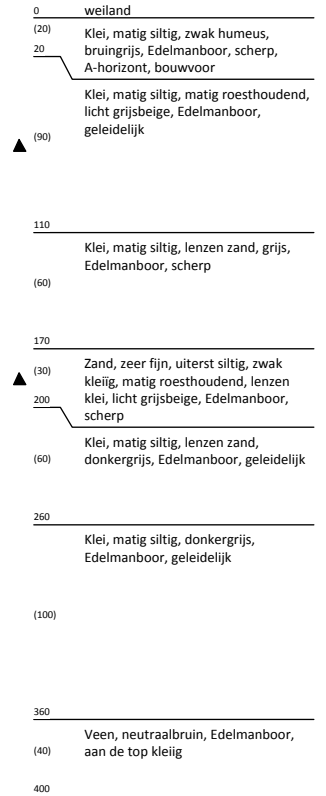 0 weiland
(20) Klei, matig siltig, zwak humeus,
bruingrijs, Edelmanboor, scherp,
20
A-horizont, bouwvoor
Klei, matig siltig, matig roesthoudend,
licht grijsbeige, Edelmanboor,
geleidelijk
(90)
110
Klei, matig siltig, lenzen zand, grijs,
Edelmanboor, scherp
(60)
170
Zand, zeer fijn, uiterst siltig, zwak
(30)
kleiïg, matig roesthoudend, lenzen
klei, licht grijsbeige, Edelmanboor,
200
scherp
Klei, matig siltig, lenzen zand,
(60) donkergrijs, Edelmanboor, geleidelijk
260
Klei, matig siltig, donkergrijs,
Edelmanboor, geleidelijk
(100)
360
Veen, neutraalbruin, Edelmanboor,
(40) aan de top kleiig
400